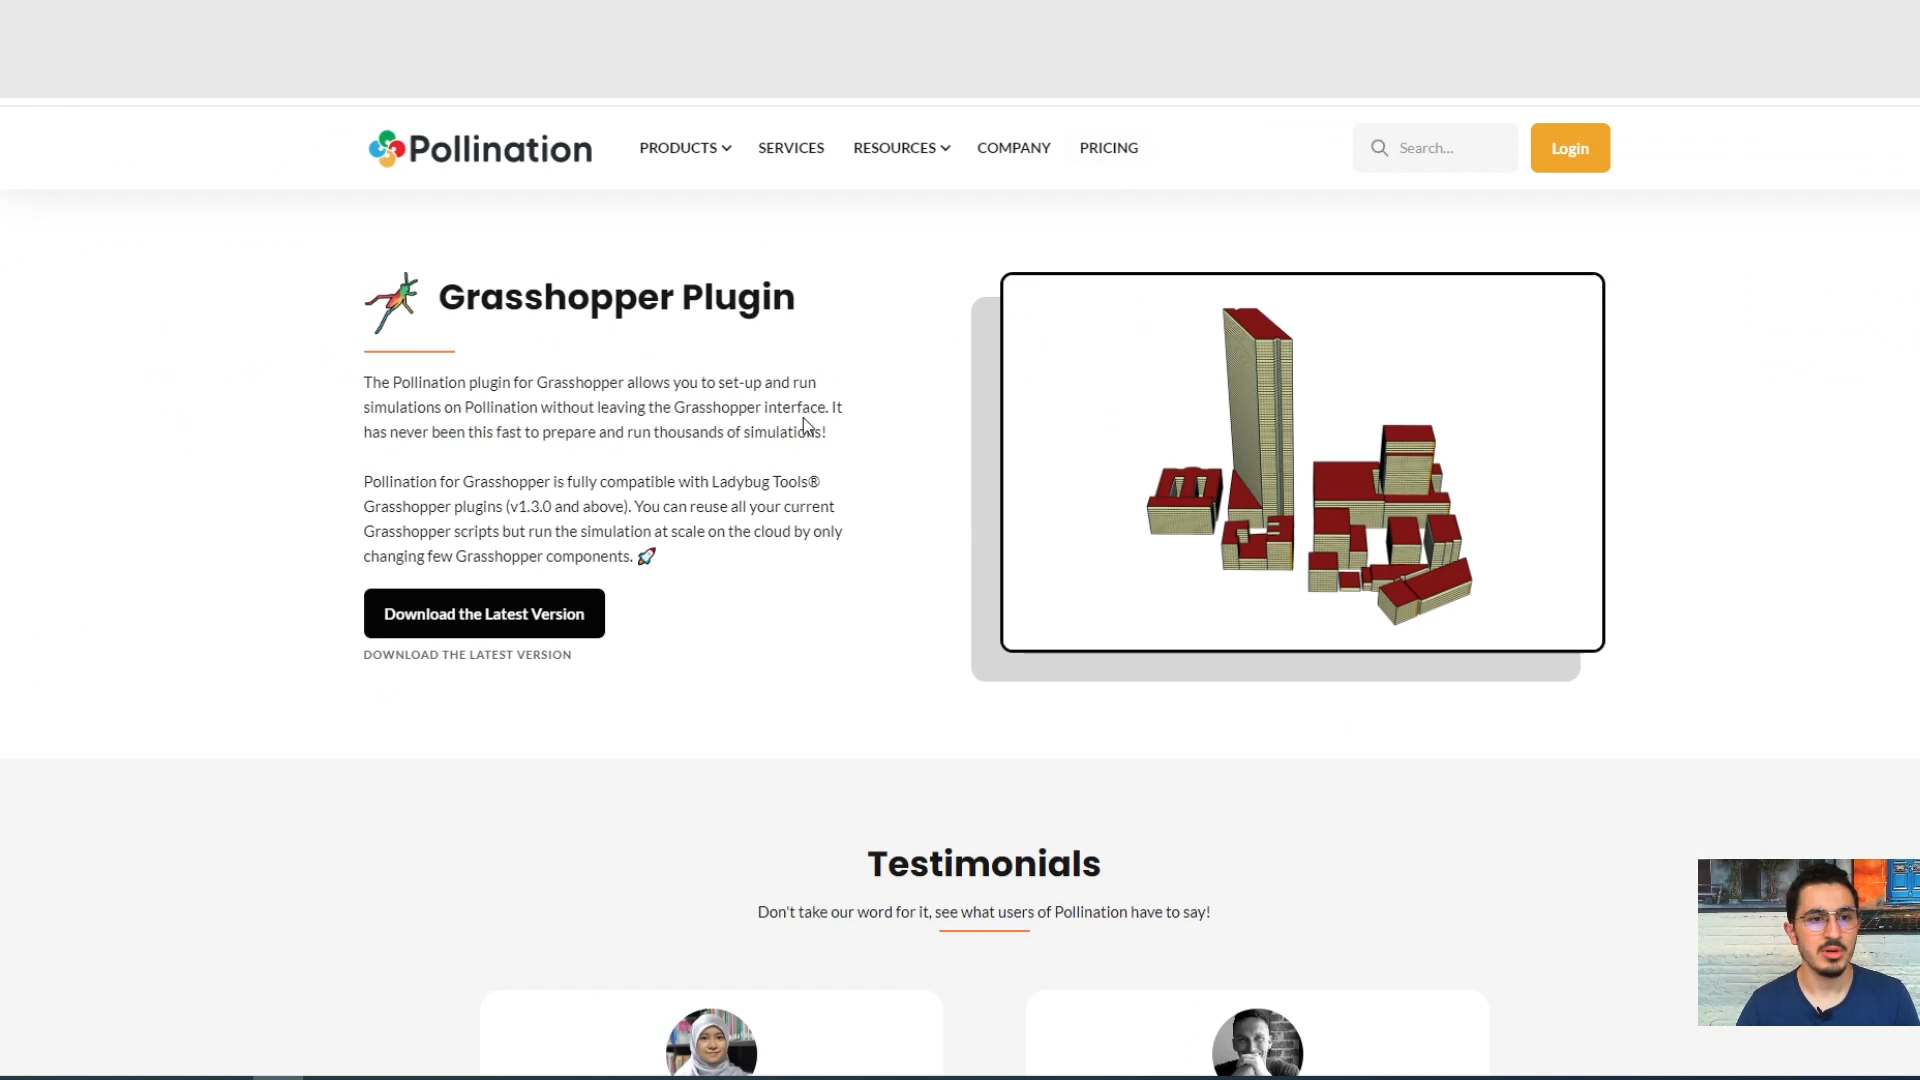 Pollination
PRODUCTS
SERVICES
RESOURCES
COMPANY
PRICING
Search...
Login
Grasshopper Plugin
The Pollination plugin for Grasshopper allows you to set-up and run
simulations on Pollination without leaving the Grasshopper interface. It
has never been this fast to prepare and run thousands of simulations!
Pollination for Grasshopper is fully compatible with Ladybug Tools®
Grasshopper plugins (v1.3.0 and above). You can reuse all your current
Grasshopper scripts but run the simulation at scale on the cloud by only
changing few Grasshopper components. 🚀
Download the Latest Version
DOWNLOAD THE LATEST VERSION
Testimonials
Don't take our word for it, see what users of Pollination have to say!